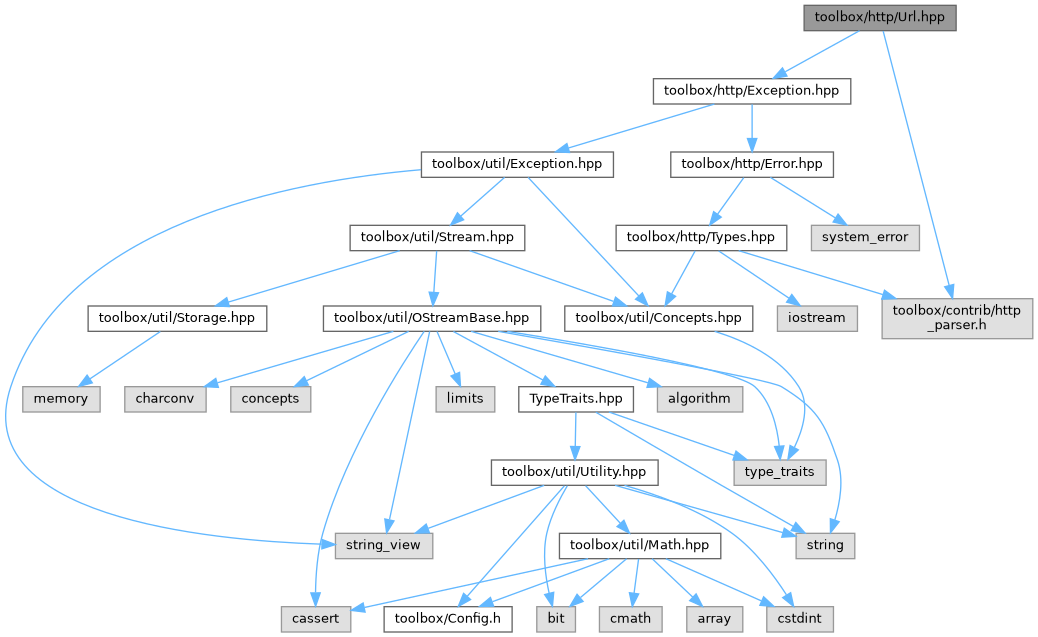 toolbox/http/Url.hpp
toolbox/http/Exception.hpp
toolbox/util/Exception.hpp
toolbox/http/Error.hpp
toolbox/util/Stream.hpp
toolbox/http/Types.hpp
system_error
toolbox/util/Storage.hpp
toolbox/util/OStreamBase.hpp
toolbox/util/Concepts.hpp
iostream
toolbox/contrib/http
_parser.h
memory
charconv
concepts
limits
TypeTraits.hpp
algorithm
toolbox/util/Utility.hpp
type_traits
string_view
toolbox/util/Math.hpp
string
cassert
toolbox/Config.h
bit
cmath
array
cstdint